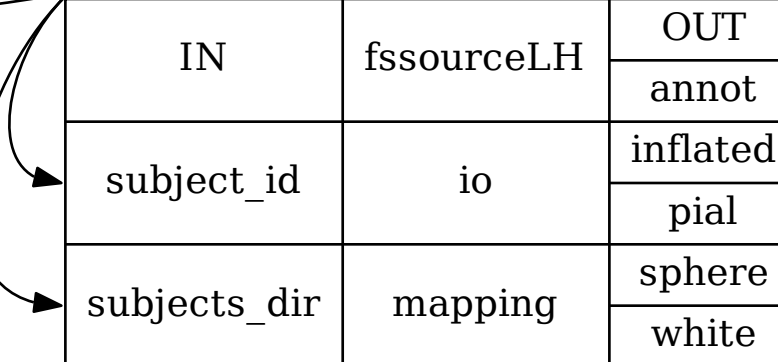 IN
fssourceLH
OUT
annot
subject_id
io
inflated
pial
subjects_dir
mapping
sphere
white